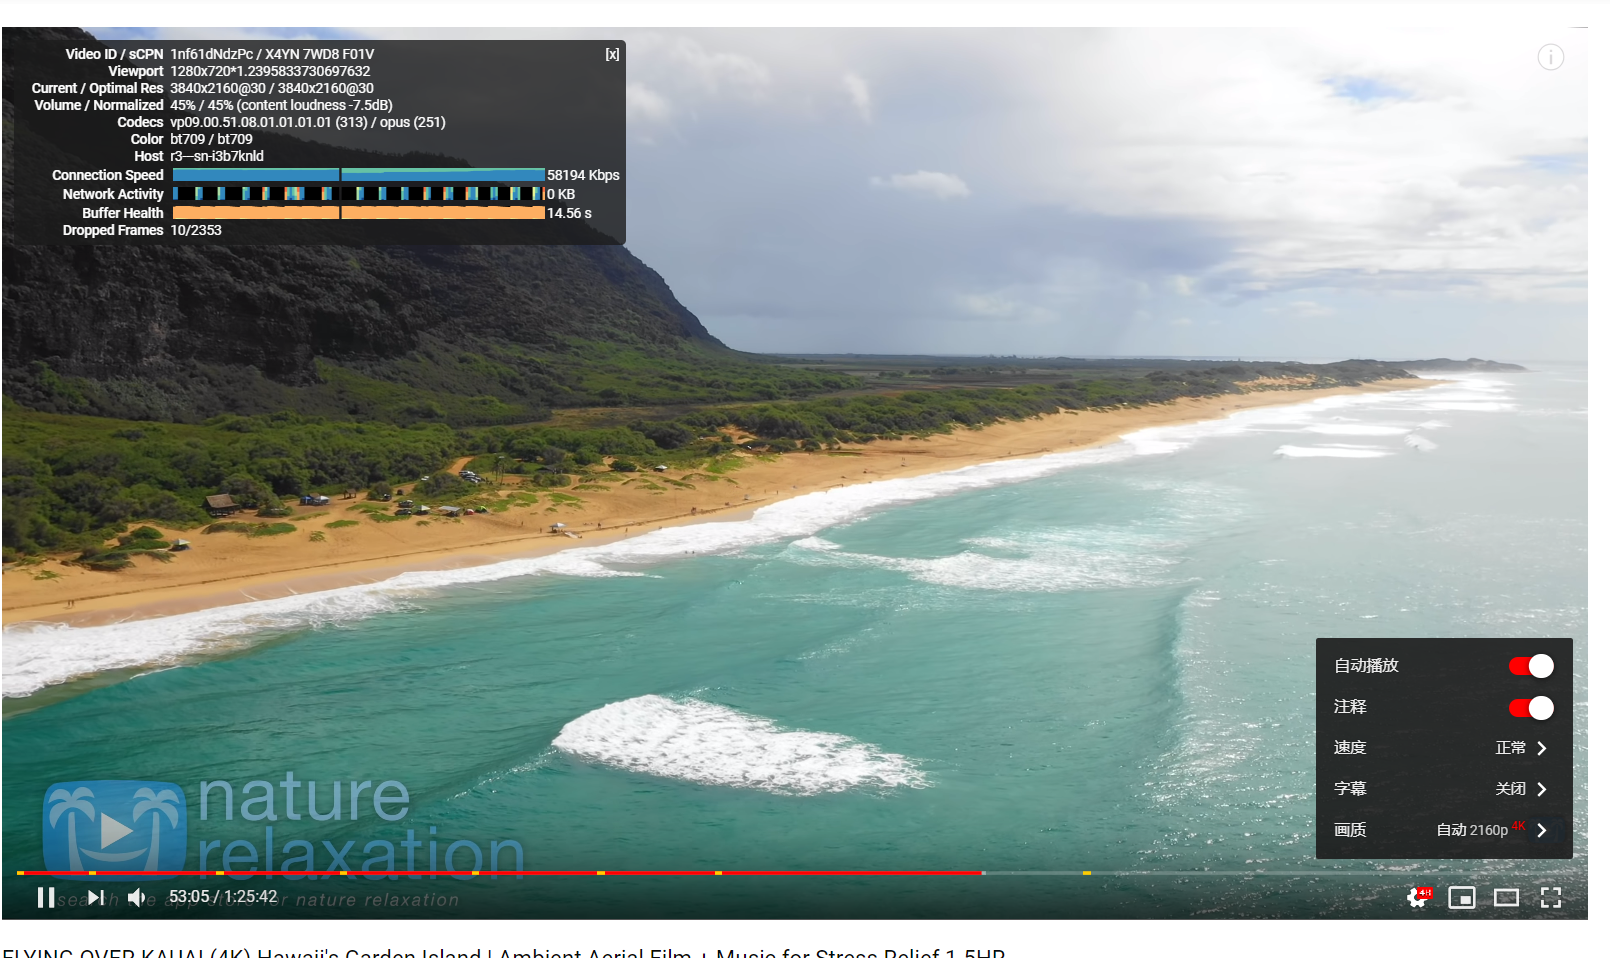 Video ID / sCPN 1nf61dNdzPc / X4YN 7WD8 F01V [x]
Viewport 1280x720*1.2395833730697632
Current / Optimal Res 3840x2160@30 / 3840x2160@30
Volume / Normalized 45% / 45% (content loudness -7.5dB)
Codecs vp09.00.51.08.01.01.01.01 (313) / opus (251)
Color bt709 / bt709
Host r3---sn-i3b7knld
Connection Speed 58194 Kbps
Network Activity 0 KB
Buffer Health 14.56 s
Dropped Frames 10/2353
自动播放
注释
速度 正常
字幕 关闭
画质 自动 2160p 4K
nature
relaxation
search the app store for nature relaxation
53:05 / 1:25:42
FLYING OVER KAUAI (4K) Hawaii's Garden Island | Ambient Aerial Film + Music for Stress Relief 1.5HR